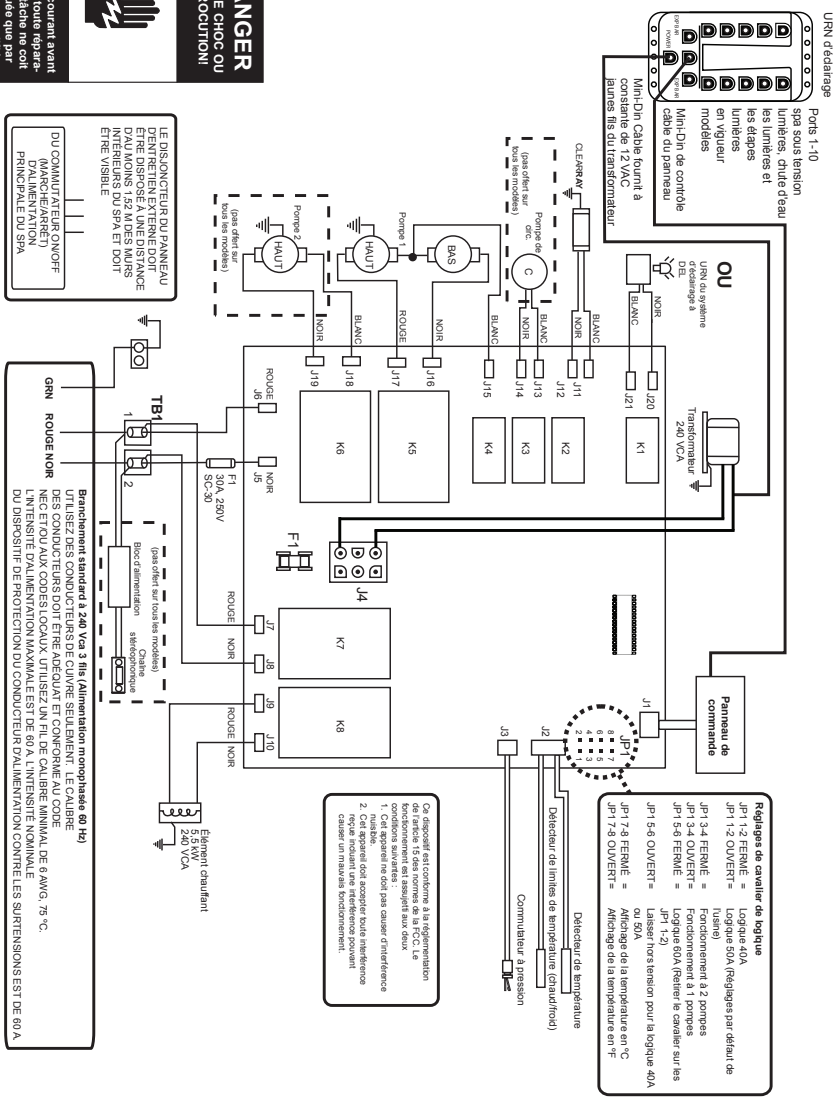 URN d'éclairage
EXP BAR
POWER
EXP BAR
Ports 1-10
spa sous tension
lumières, chute d'eau
les lumières et
les étapes
lumières
en vigueur
modèles
Mini-Din de contrôle
câble du panneau
Mini-Din Câble fournit à
constante de 12 VAC
jaunes fils du transformateur
OU
URN du système
d'éclairage à
DEL
NOIR
BLANC
J20
J21
Transformateur
240 VCA
CLEARRAY
BLANC
NOIR
J11
J12
Pompe de
circ.
(pas offert sur
tous les modèles)
C
BLANC
NOIR
J13
J14
Pompe 1
BAS
HAUT
BLANC
J15
NOIR
J16
ROUGE
J17
Pompe 2
HAUT
(pas offert sur
tous les modèles)
BLANC
J18
NOIR
J19
K1
K2
K3
K4
K5
K6
K7
K8
J4
F1
Panneau de
commande
J1
JP1
8 7
6 5
4 3
2 1
J2
J3
Réglages de cavalier de logique
JP1 1-2 FERMÉ = Logique 40A
JP1 1-2 OUVERT= Logique 50A (Réglages par défaut de
l'usine)
JP1 3-4 FERMÉ = Fonctionnement à 2 pompes
JP1 3-4 OUVERT= Fonctionnement à 1 pompes
JP1 5-6 FERMÉ = Logique 60A (Retirer le cavalier sur les
JP1 1-2)
JP1 5-6 OUVERT= Laisser hors tension pour la logique 40A
ou 50A
JP1 7-8 FERMÉ = Affichage de la température en °C
JP1 7-8 OUVERT= Affichage de la température en °F
Détecteur de température
Détecteur de limites de température (chaud/froid)
Commutateur à pression
Ce dispositif est conforme à la réglementation
de l'article 15 des normes de la FCC. Le
fonctionnement est assujetti aux deux
conditions suivantes :
1. Cet appareil ne doit pas causer d'interférence
nuisible.
2. Cet appareil doit accepter toute interférence
reçue incluant une interférence pouvant
causer un mauvais fonctionnement.
ROUGE
J6
NOIR
J5
F1
30A, 250V
SC-30
TB1
1
2
ROUGE
J7
NOIR
J8
J9
ROUGE
J10
NOIR
Élément chauffant
5,5 kW
240 VCA
(pas offert sur tous les modèles)
Bloc d'alimentation
Chaîne
stéréophonique
ANGER
E CHOC OU
ROCUTION!
courant avant
toute répara-
tâche ne coit
uée que par
LE DISJONCTEUR DU PANNEAU
D'ENTRETIEN EXTERNE DOIT
ÊTRE DISPOSÉ À UNE DISTANCE
D'AU MOINS 1,52 M DES MURS
INTÉRIEURS DU SPA ET DOIT
ÊTRE VISIBLE
DU COMMUTATEUR ON/OFF
(MARCHE/ARRÊT)
D'ALIMENTATION
PRINCIPALE DU SPA
GRN
ROUGE NOIR
Branchement standard à 240 Vca 3 fils (Alimentation monophasée 60 Hz)
UTILISEZ DES CONDUCTEURS DE CUIVRE SEULEMENT. LE CALIBRE
DES CONDUCTEURS DOIT ÊTRE ADÉQUAT ET CONFORME AU CODE
NEC ET/OU AUX CODES LOCAUX. UTILISEZ UN FIL DE CALIBRE MINIMAL DE 6 AWG, 75 °C.
L'INTENSITÉ D'ALIMENTATION MAXIMALE EST DE 60 A. L'INTENSITÉ NOMINALE
DU DISPOSITIF DE PROTECTION DU CONDUCTEUR D'ALIMENTATION CONTRE LES SURTENSIONS EST DE 60 A.